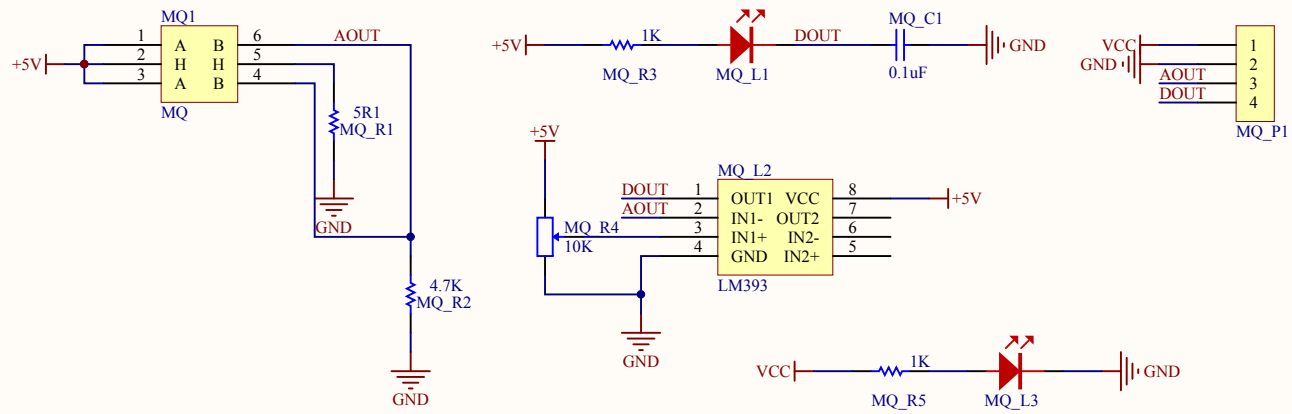 MQ1
+5V
1 A B 6 AOUT
2 H H 5
3 A B 4
MQ
5R1
MQ_R1
GND
4.7K
MQ_R2
GND
+5V
1K
MQ_R3
MQ_L1
DOUT
MQ_C1
0.1uF
GND
VCC 1
GND 2
AOUT 3
DOUT 4
MQ_P1
+5V
MQ_R4
10K
MQ_L2
DOUT 1 OUT1 VCC 8 +5V
AOUT 2 IN1- OUT2 7
3 IN1+ IN2- 6
4 GND IN2+ 5
LM393
GND
VCC
1K
MQ_R5
MQ_L3
GND